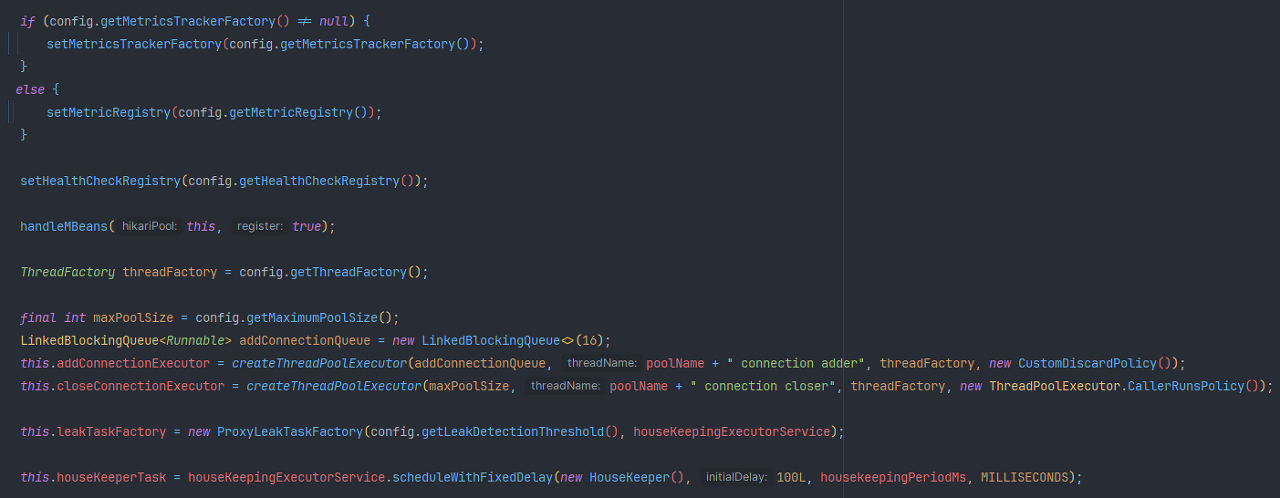 if (config.getMetricsTrackerFactory() ≠ null) {
setMetricsTrackerFactory(config.getMetricsTrackerFactory());
}
else {
setMetricRegistry(config.getMetricRegistry());
}
setHealthCheckRegistry(config.getHealthCheckRegistry());
handleMBeans( hikariPool: this, register: true);
ThreadFactory threadFactory = config.getThreadFactory();
final int maxPoolSize = config.getMaximumPoolSize();
LinkedBlockingQueue<Runnable> addConnectionQueue = new LinkedBlockingQueue<>(16);
this.addConnectionExecutor = createThreadPoolExecutor(addConnectionQueue, threadName: poolName + " connection adder", threadFactory, new CustomDiscardPolicy());
this.closeConnectionExecutor = createThreadPoolExecutor(maxPoolSize, threadName: poolName + " connection closer", threadFactory, new ThreadPoolExecutor.CallerRunsPolicy());
this.leakTaskFactory = new ProxyLeakTaskFactory(config.getLeakDetectionThreshold(), houseKeepingExecutorService);
this.houseKeeperTask = houseKeepingExecutorService.scheduleWithFixedDelay(new HouseKeeper(), initialDelay: 100L, housekeepingPeriodMs, MILLISECONDS);